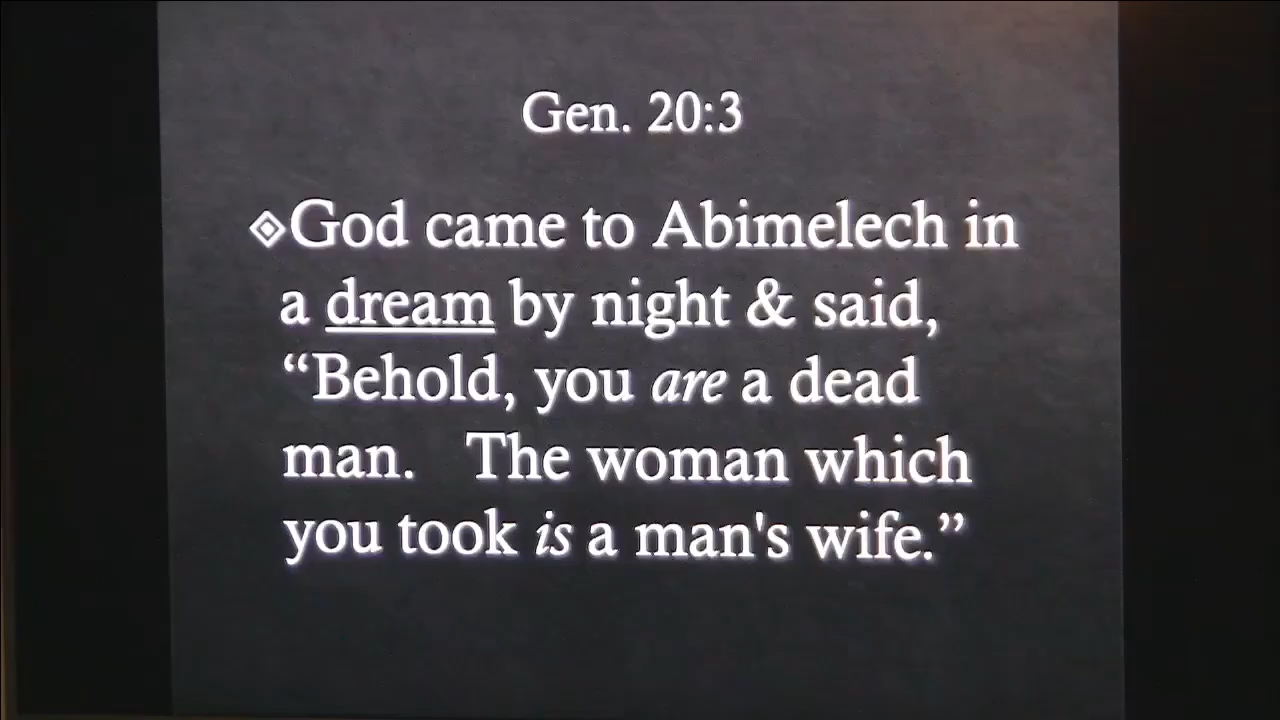 Gen. 20:3
God came to Abimelech in
a dream by night & said,
“Behold, you are a dead
man. The woman which
you took is a man's wife.”